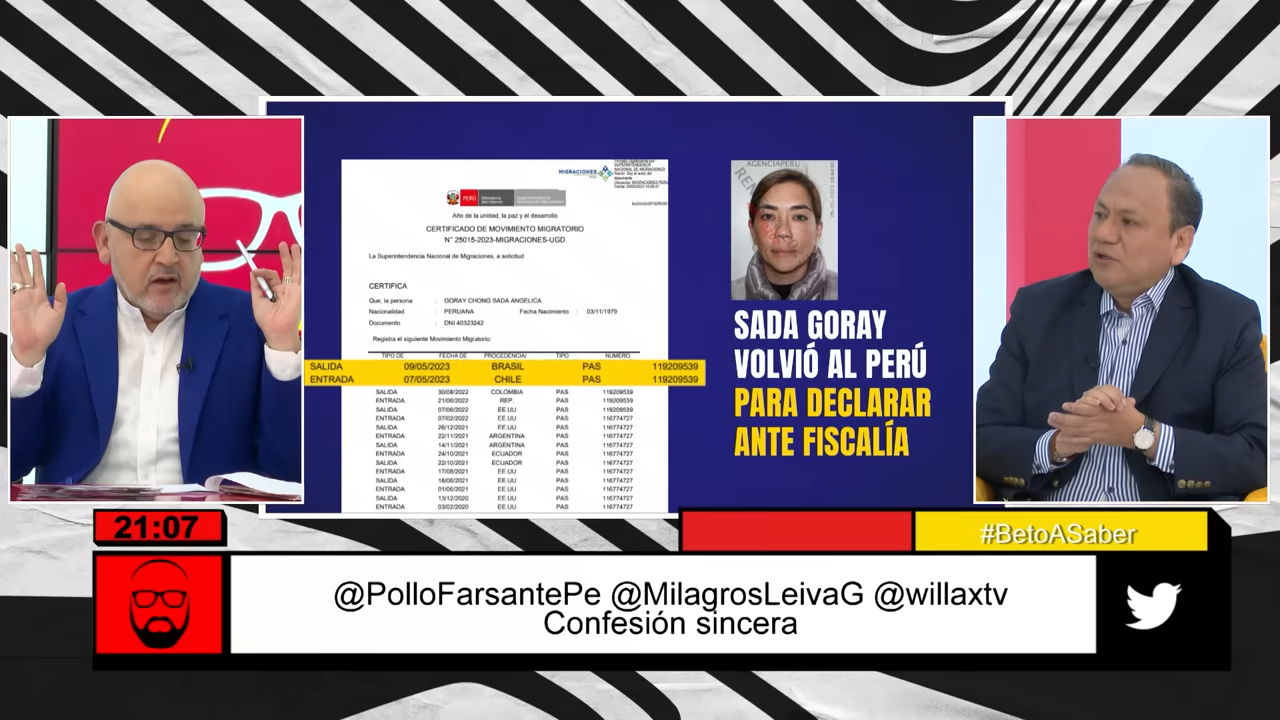 MIGRACIONES
PERÚ
Año de la unidad, la paz y el desarrollo
CERTIFICADO DE MOVIMIENTO MIGRATORIO
N° 25015-2023-MIGRACIONES-UGD
La Superintendencia Nacional de Migraciones, a solicitud
CERTIFICA
Que, la persona : GORAY CHONG SADA ANGELICA
Nacionalidad : PERUANA Fecha Nacimiento : 03/11/1979
Documento : DNI 40323242
Registra el siguiente Movimiento Migratorio:
TIPO DE FECHA DE PROCEDENCIA/ TIPO NUMERO
SALIDA 09/05/2023 BRASIL PAS 119209539
ENTRADA 07/05/2023 CHILE PAS 119209539
SALIDA 30/08/2022 COLOMBIA PAS 119209539
ENTRADA 21/06/2022 REP. PAS 119209539
SALIDA 07/06/2022 EE.UU PAS 119209539
ENTRADA 07/02/2022 EE.UU PAS 116774727
SALIDA 26/12/2021 EE.UU PAS 116774727
ENTRADA 22/11/2021 ARGENTINA PAS 116774727
SALIDA 14/11/2021 ARGENTINA PAS 116774727
ENTRADA 24/10/2021 ECUADOR PAS 116774727
SALIDA 22/10/2021 ECUADOR PAS 116774727
ENTRADA 17/08/2021 EE.UU PAS 116774727
SALIDA 18/06/2021 EE.UU PAS 116774727
ENTRADA 01/06/2021 EE.UU PAS 116774727
SALIDA 13/12/2020 EE.UU PAS 116774727
ENTRADA 03/02/2020 EE.UU PAS 116774727
AGENCIAPERU
SADA GORAY
VOLVIÓ AL PERÚ
PARA DECLARAR
ANTE FISCALÍA
21:07
#BetoASaber
@PolloFarsantePe @MilagrosLeivaG @willaxtv
Confesión sincera